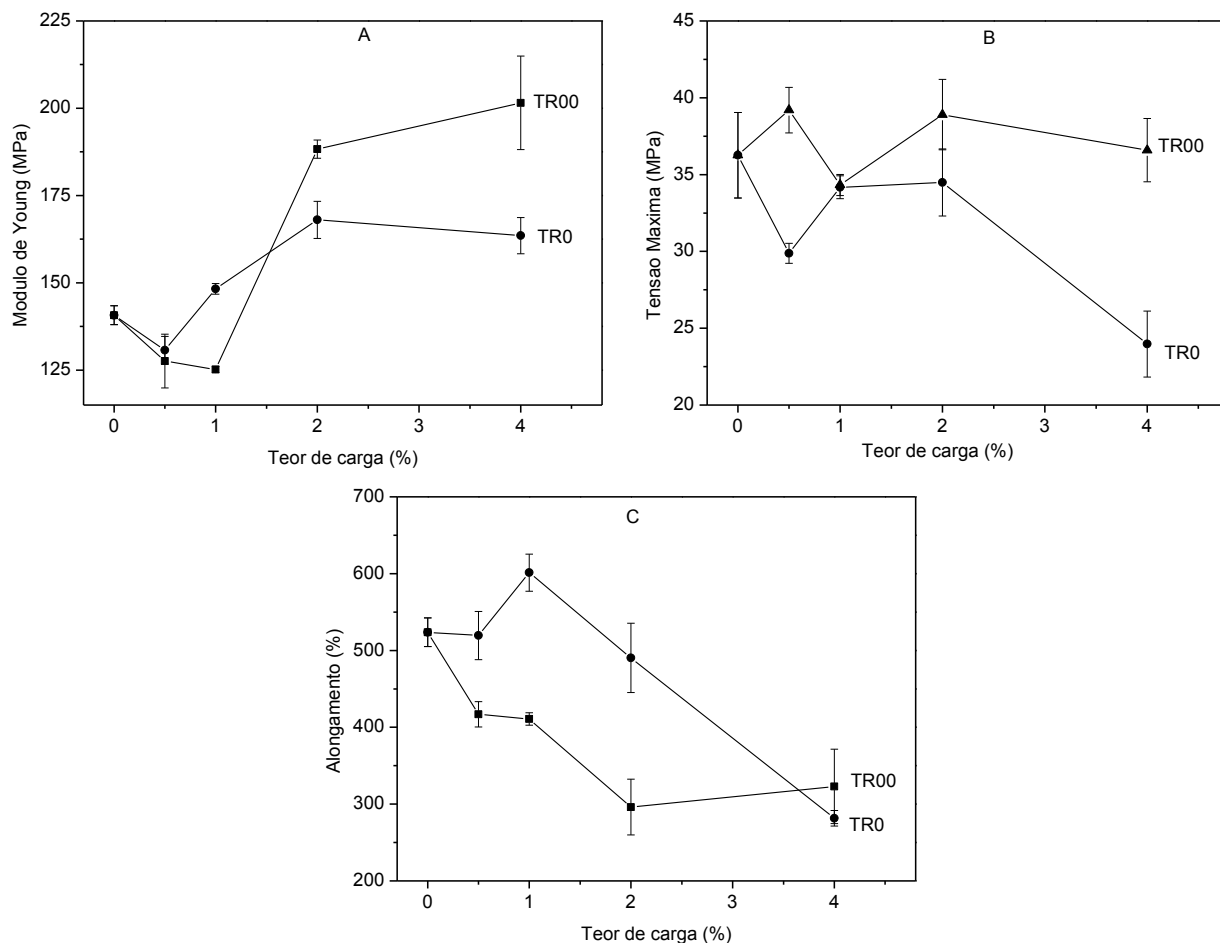 A
225
200
175
150
125
Modulo de Young (MPa)
TR00
TR0
0 1 2 3 4
Teor de carga (%)
B
45
40
35
30
25
20
Tensao Maxima (MPa)
TR00
TR0
0 1 2 3 4
Teor de carga (%)
C
700
600
500
400
300
200
Alongamento (%)
TR00
TR0
0 1 2 3 4
Teor de carga (%)